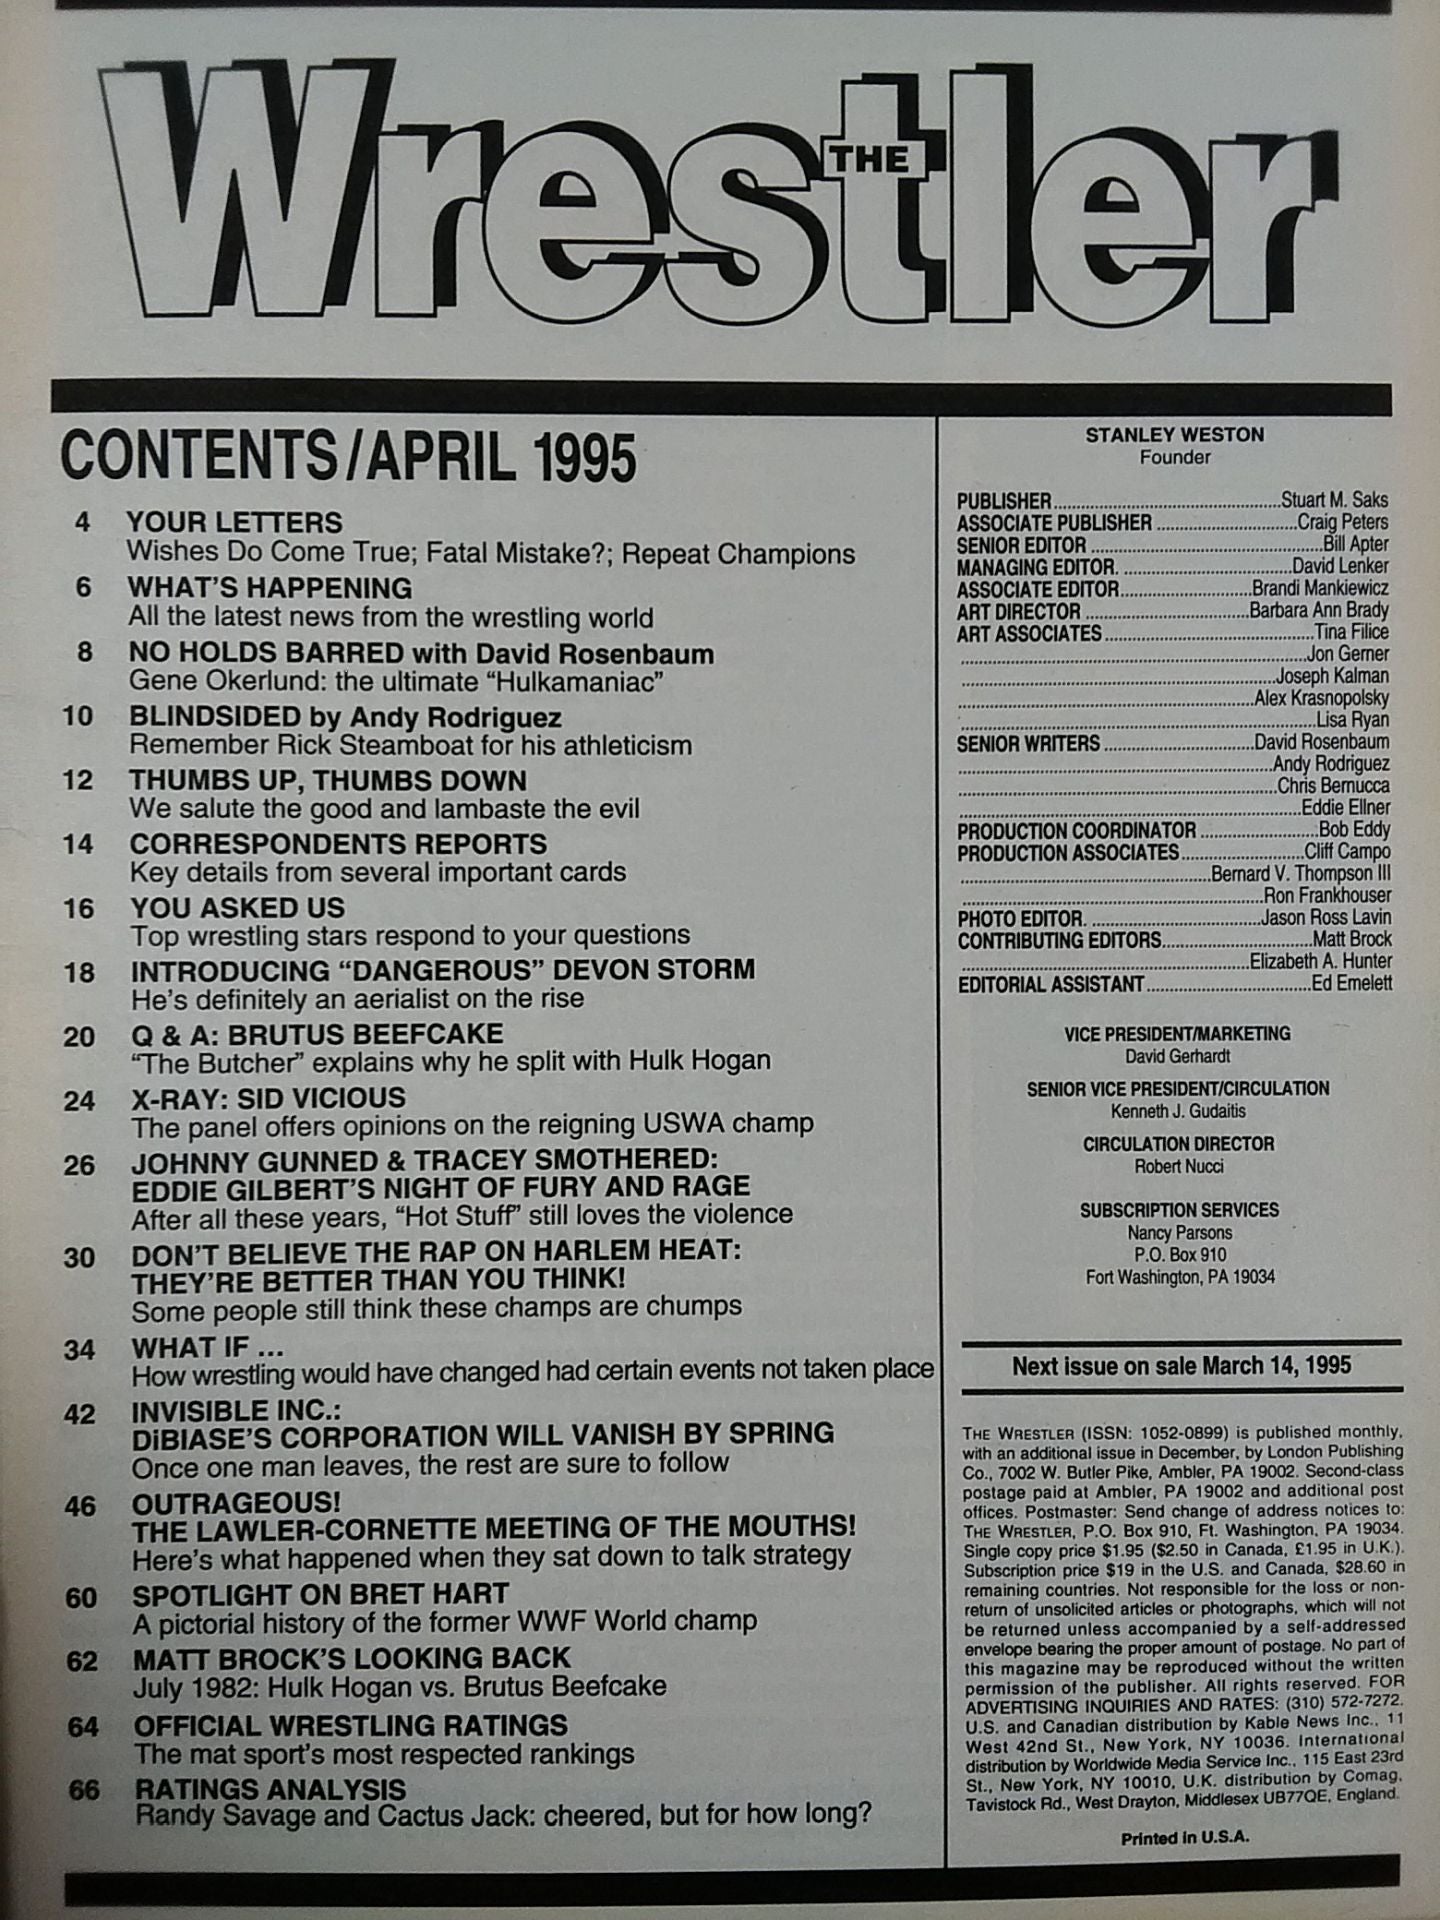 THE
Wrestler
CONTENTS/APRIL 1995
4 YOUR LETTERS
Wishes Do Come True; Fatal Mistake?; Repeat Champions
6 WHAT'S HAPPENING
All the latest news from the wrestling world
8 NO HOLDS BARRED with David Rosenbaum
Gene Okerlund: the ultimate "Hulkamaniac"
10 BLINDSIDED by Andy Rodriguez
Remember Rick Steamboat for his athleticism
12 THUMBS UP, THUMBS DOWN
We salute the good and lambaste the evil
14 CORRESPONDENTS REPORTS
Key details from several important cards
16 YOU ASKED US
Top wrestling stars respond to your questions
18 INTRODUCING "DANGEROUS" DEVON STORM
He's definitely an aerialist on the rise
20 Q & A: BRUTUS BEEFCAKE
"The Butcher" explains why he split with Hulk Hogan
24 X-RAY: SID VICIOUS
The panel offers opinions on the reigning USWA champ
26 JOHNNY GUNNED & TRACEY SMOTHERED:
EDDIE GILBERT'S NIGHT OF FURY AND RAGE
After all these years, "Hot Stuff" still loves the violence
30 DON'T BELIEVE THE RAP ON HARLEM HEAT:
THEY'RE BETTER THAN YOU THINK!
Some people still think these champs are chumps
34 WHAT IF ...
How wrestling would have changed had certain events not taken place
42 INVISIBLE INC.:
DiBIASE'S CORPORATION WILL VANISH BY SPRING
Once one man leaves, the rest are sure to follow
46 OUTRAGEOUS!
THE LAWLER-CORNETTE MEETING OF THE MOUTHS!
Here's what happened when they sat down to talk strategy
60 SPOTLIGHT ON BRET HART
A pictorial history of the former WWF World champ
62 MATT BROCK'S LOOKING BACK
July 1982: Hulk Hogan vs. Brutus Beefcake
64 OFFICIAL WRESTLING RATINGS
The mat sport's most respected rankings
66 RATINGS ANALYSIS
Randy Savage and Cactus Jack: cheered, but for how long?
STANLEY WESTON
Founder
PUBLISHER Stuart M. Saks
ASSOCIATE PUBLISHER Craig Peters
SENIOR EDITOR Bill Apter
MANAGING EDITOR. David Lenker
ASSOCIATE EDITOR Brandi Mankiewicz
ART DIRECTOR Barbara Ann Brady
ART ASSOCIATES Tina Filice
Jon Gerner
Joseph Kalman
Alex Krasnopolsky
Lisa Ryan
SENIOR WRITERS David Rosenbaum
Andy Rodriguez
Chris Bernucca
Eddie Ellner
PRODUCTION COORDINATOR Bob Eddy
PRODUCTION ASSOCIATES Cliff Campo
Bernard V. Thompson III
Ron Frankhouser
PHOTO EDITOR. Jason Ross Lavin
CONTRIBUTING EDITORS Matt Brock
Elizabeth A. Hunter
EDITORIAL ASSISTANT Ed Emelett
VICE PRESIDENT/MARKETING
David Gerhardt
SENIOR VICE PRESIDENT/CIRCULATION
Kenneth J. Gudaitis
CIRCULATION DIRECTOR
Robert Nucci
SUBSCRIPTION SERVICES
Nancy Parsons
P.O. Box 910
Fort Washington, PA 19034
Next issue on sale March 14, 1995
THE WRESTLER (ISSN: 1052-0899) is published monthly,
with an additional issue in December, by London Publishing
Co., 7002 W. Butler Pike, Ambler, PA 19002. Second-class
postage paid at Ambler, PA 19002 and additional post
offices. Postmaster: Send change of address notices to:
THE WRESTLER, P.O. Box 910, Ft. Washington, PA 19034.
Single copy price $1.95 ($2.50 in Canada, £1.95 in U.K.).
Subscription price $19 in the U.S. and Canada, $28.60 in
remaining countries. Not responsible for the loss or non-
return of unsolicited articles or photographs, which will not
be returned unless accompanied by a self-addressed
envelope bearing the proper amount of postage. No part of
this magazine may be reproduced without the written
permission of the publisher. All rights reserved. FOR
ADVERTISING INQUIRIES AND RATES: (310) 572-7272.
U.S. and Canadian distribution by Kable News Inc., 11
West 42nd St., New York, NY 10036. International
distribution by Worldwide Media Service Inc., 115 East 23rd
St., New York, NY 10010, U.K. distribution by Comag,
Tavistock Rd., West Drayton, Middlesex UB77QE, England.
Printed in U.S.A.